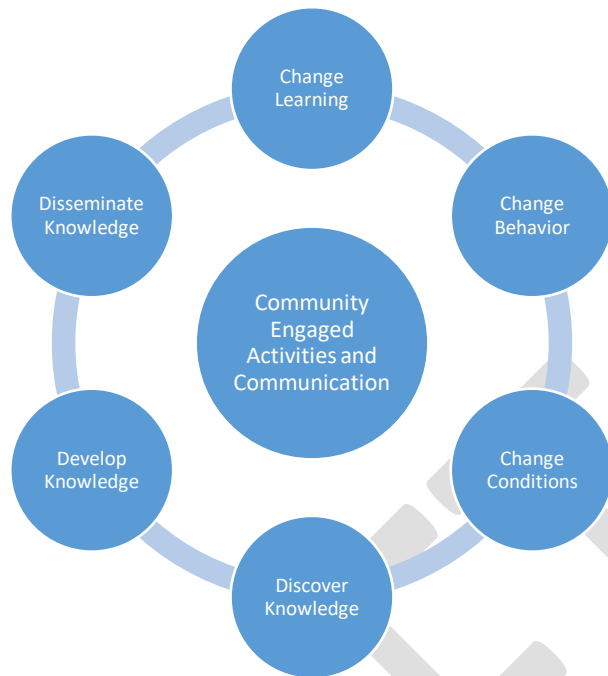 Change
Learning
Disseminate
Knowledge
Change
Behavior
Community
Engaged
Activities and
Communication
Develop
Knowledge
Change
Conditions
Discover
Knowledge